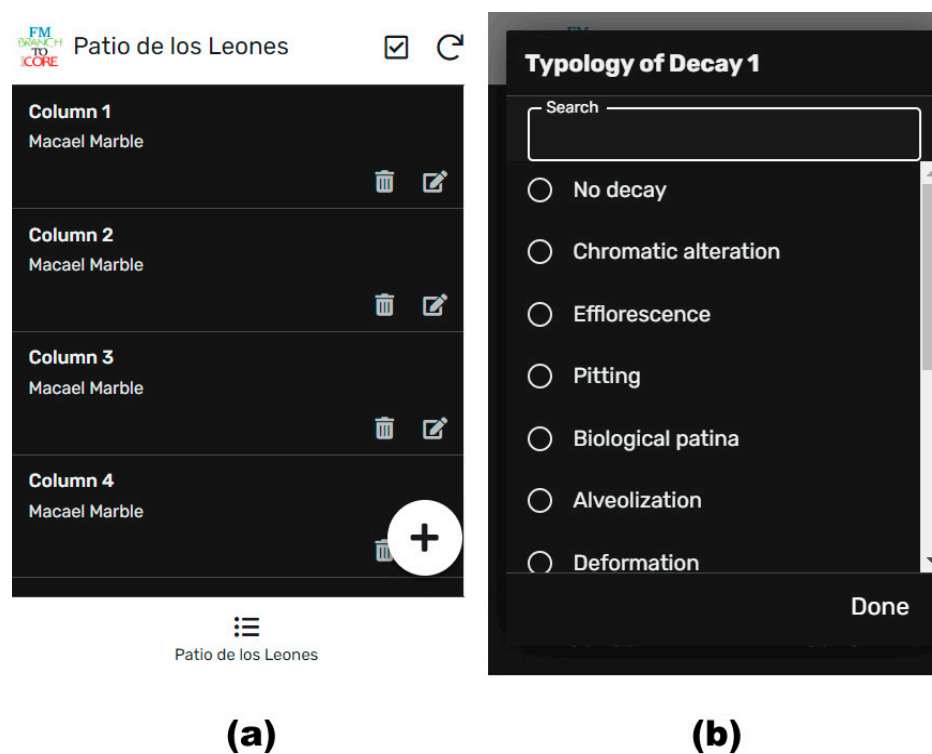 FM
BRANCH
TO
CORE
Patio de los Leones
Column 1
Macael Marble
Column 2
Macael Marble
Column 3
Macael Marble
Column 4
Macael Marble
Patio de los Leones
(a)
Typology of Decay 1
Search
No decay
Chromatic alteration
Efflorescence
Pitting
Biological patina
Alveolization
Deformation
Done
(b)